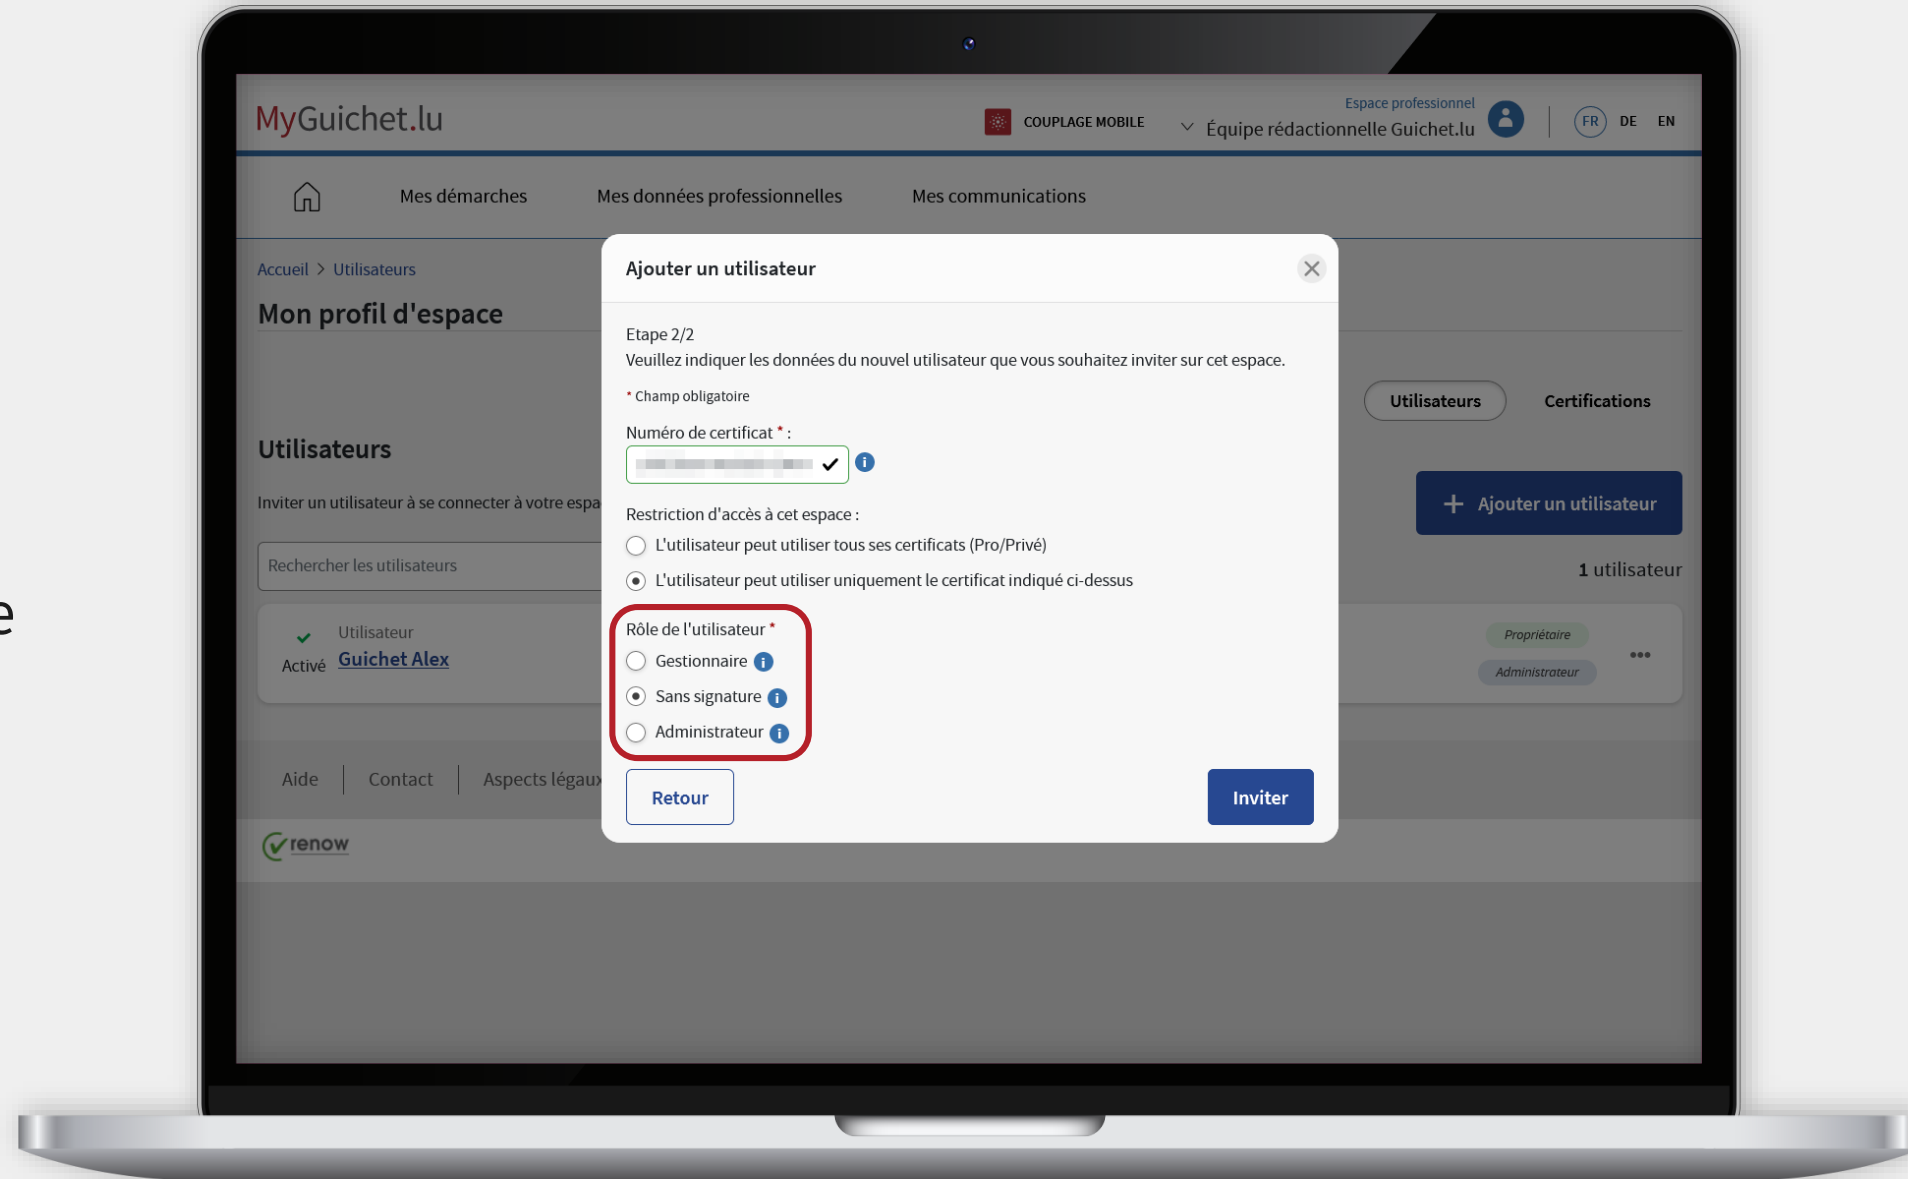 MyGuichet.lu
COUPLAGE MOBILE
Espace professionnel
Équipe rédactionnelle Guichet.lu
FR DE EN
Mes démarches Mes données professionnelles Mes communications
Accueil > Utilisateurs
Mon profil d'espace
Utilisateurs Certifications
Utilisateurs
Inviter un utilisateur à se connecter à votre espa
+ Ajouter un utilisateur
Rechercher les utilisateurs
1 utilisateur
Utilisateur
Activé Guichet Alex
Propriétaire
Administrateur
Aide Contact Aspects légaux
renow
Ajouter un utilisateur
Etape 2/2
Veuillez indiquer les données du nouvel utilisateur que vous souhaitez inviter sur cet espace.
* Champ obligatoire
Numéro de certificat * :
Restriction d'accès à cet espace :
L'utilisateur peut utiliser tous ses certificats (Pro/Privé)
L'utilisateur peut utiliser uniquement le certificat indiqué ci-dessus
Rôle de l'utilisateur *
Gestionnaire
Sans signature
Administrateur
Retour Inviter
e